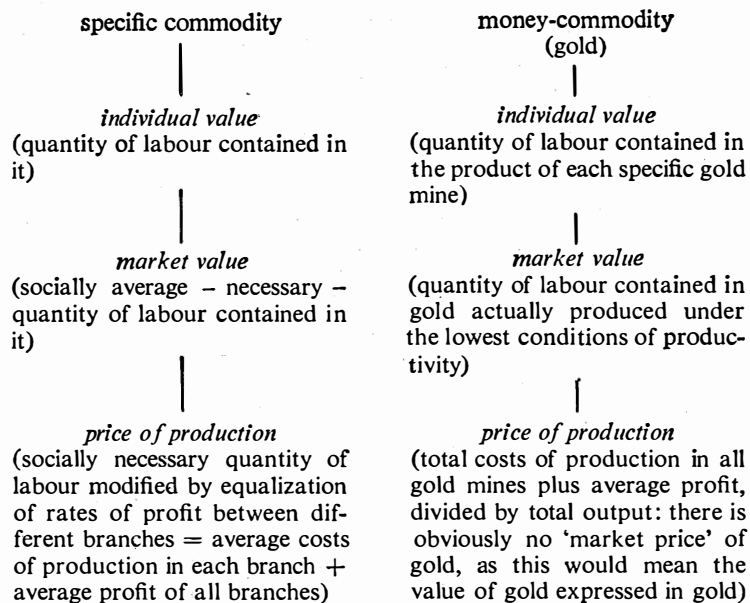 specific commodity
individual value
(quantity of labour contained in
it)
market value
(socially average – necessary –
quantity of labour contained in
it)
price of production
(socially necessary quantity of
labour modified by equalization
of rates of profit between dif-
ferent branches = average costs
of production in each branch +
average profit of all branches)
money-commodity
(gold)
individual value
(quantity of labour contained in
the product of each specific gold
mine)
market value
(quantity of labour contained in
gold actually produced under
the lowest conditions of produc-
tivity)
price of production
(total costs of production in all
gold mines plus average profit,
divided by total output: there is
obviously no ‘market price’ of
gold, as this would mean the
value of gold expressed in gold)